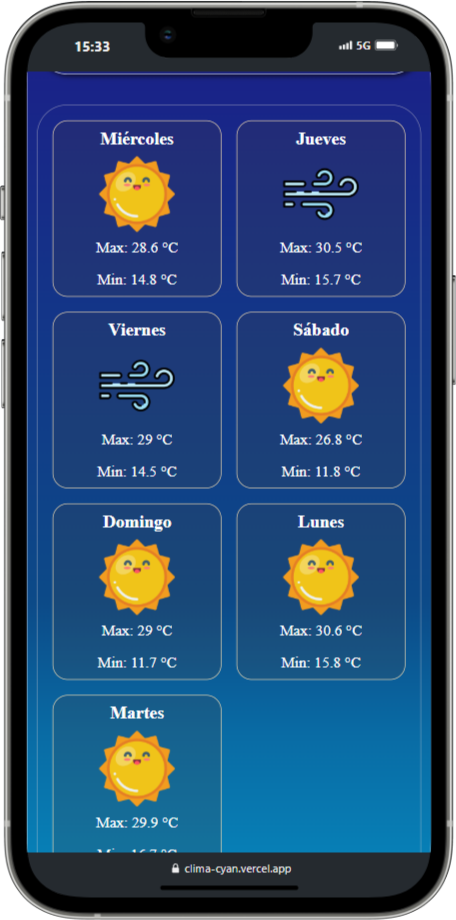 15:33
5G
Miércoles
Max: 28.6 °C
Min: 14.8 °C
Jueves
Max: 30.5 °C
Min: 15.7 °C
Viernes
Max: 29 °C
Min: 14.5 °C
Sábado
Max: 26.8 °C
Min: 11.8 °C
Domingo
Max: 29 °C
Min: 11.7 °C
Lunes
Max: 30.6 °C
Min: 15.8 °C
Martes
Max: 29.9 °C
clima-cyan.vercel.app